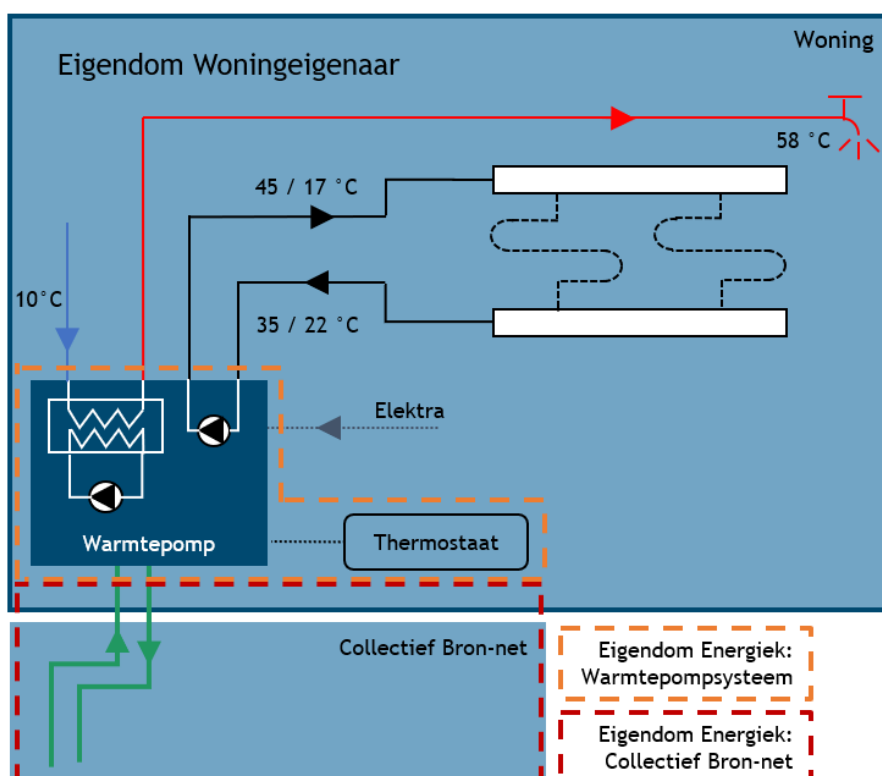 Woning
Eigendom Woningeigenaar
58 °C
45 / 17 °C
10°C
35 / 22 °C
Elektra
Warmtepomp
Thermostaat
Collectief Bron-net
Eigendom Energiek:
Warmtepompsysteem
Eigendom Energiek:
Collectief Bron-net